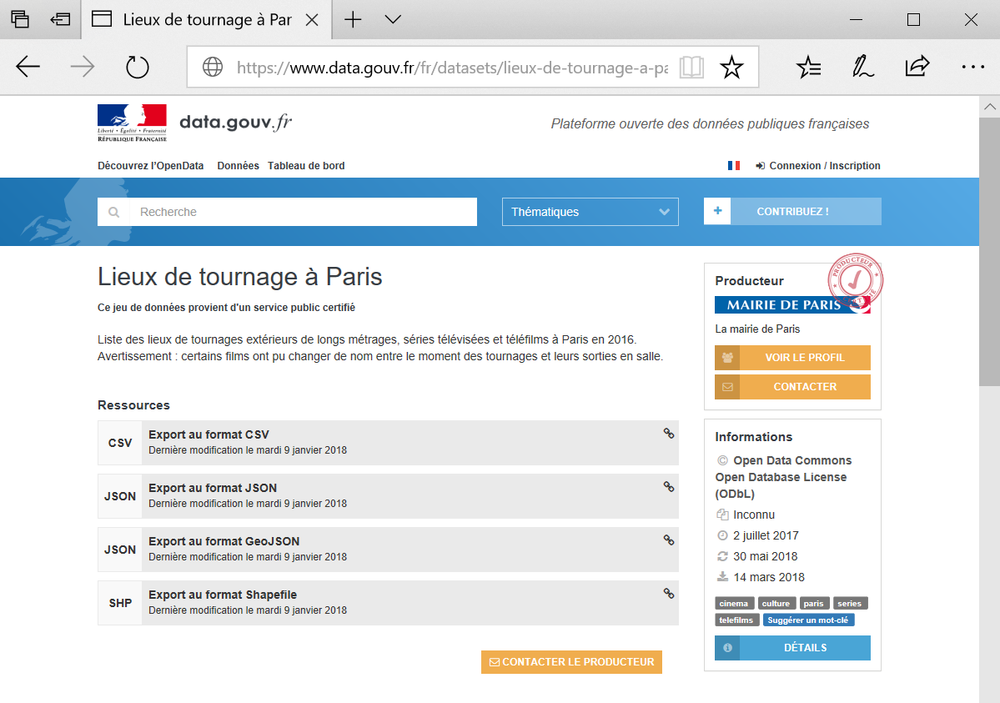 Lieux de tournage à Par
https://www.data.gouv.fr/fr/datasets/lieux-de-tournage-a-pa
Liberté • Égalité • Fraternité
RÉPUBLIQUE FRANÇAISE
data.gouv.fr
Plateforme ouverte des données publiques françaises
Découvrez l'OpenData Données Tableau de bord
Connexion / Inscription
Recherche
Thématiques
+ CONTRIBUEZ !
Lieux de tournage à Paris
Ce jeu de données provient d'un service public certifié
Liste des lieux de tournages extérieurs de longs métrages, séries télévisées et téléfilms à Paris en 2016.
Avertissement : certains films ont pu changer de nom entre le moment des tournages et leurs sorties en salle.
Ressources
CSV
Export au format CSV
Dernière modification le mardi 9 janvier 2018
JSON
Export au format JSON
Dernière modification le mardi 9 janvier 2018
JSON
Export au format GeoJSON
Dernière modification le mardi 9 janvier 2018
SHP
Export au format Shapefile
Dernière modification le mardi 9 janvier 2018
CONTACTER LE PRODUCTEUR
Producteur
PRODUCTEUR
MAIRIE DE PARIS
La mairie de Paris
VOIR LE PROFIL
CONTACTER
Informations
© Open Data Commons
Open Database License
(ODbL)
Inconnu
2 juillet 2017
30 mai 2018
14 mars 2018
cinema culture paris series
telefilms Suggérer un mot-clé
DÉTAILS